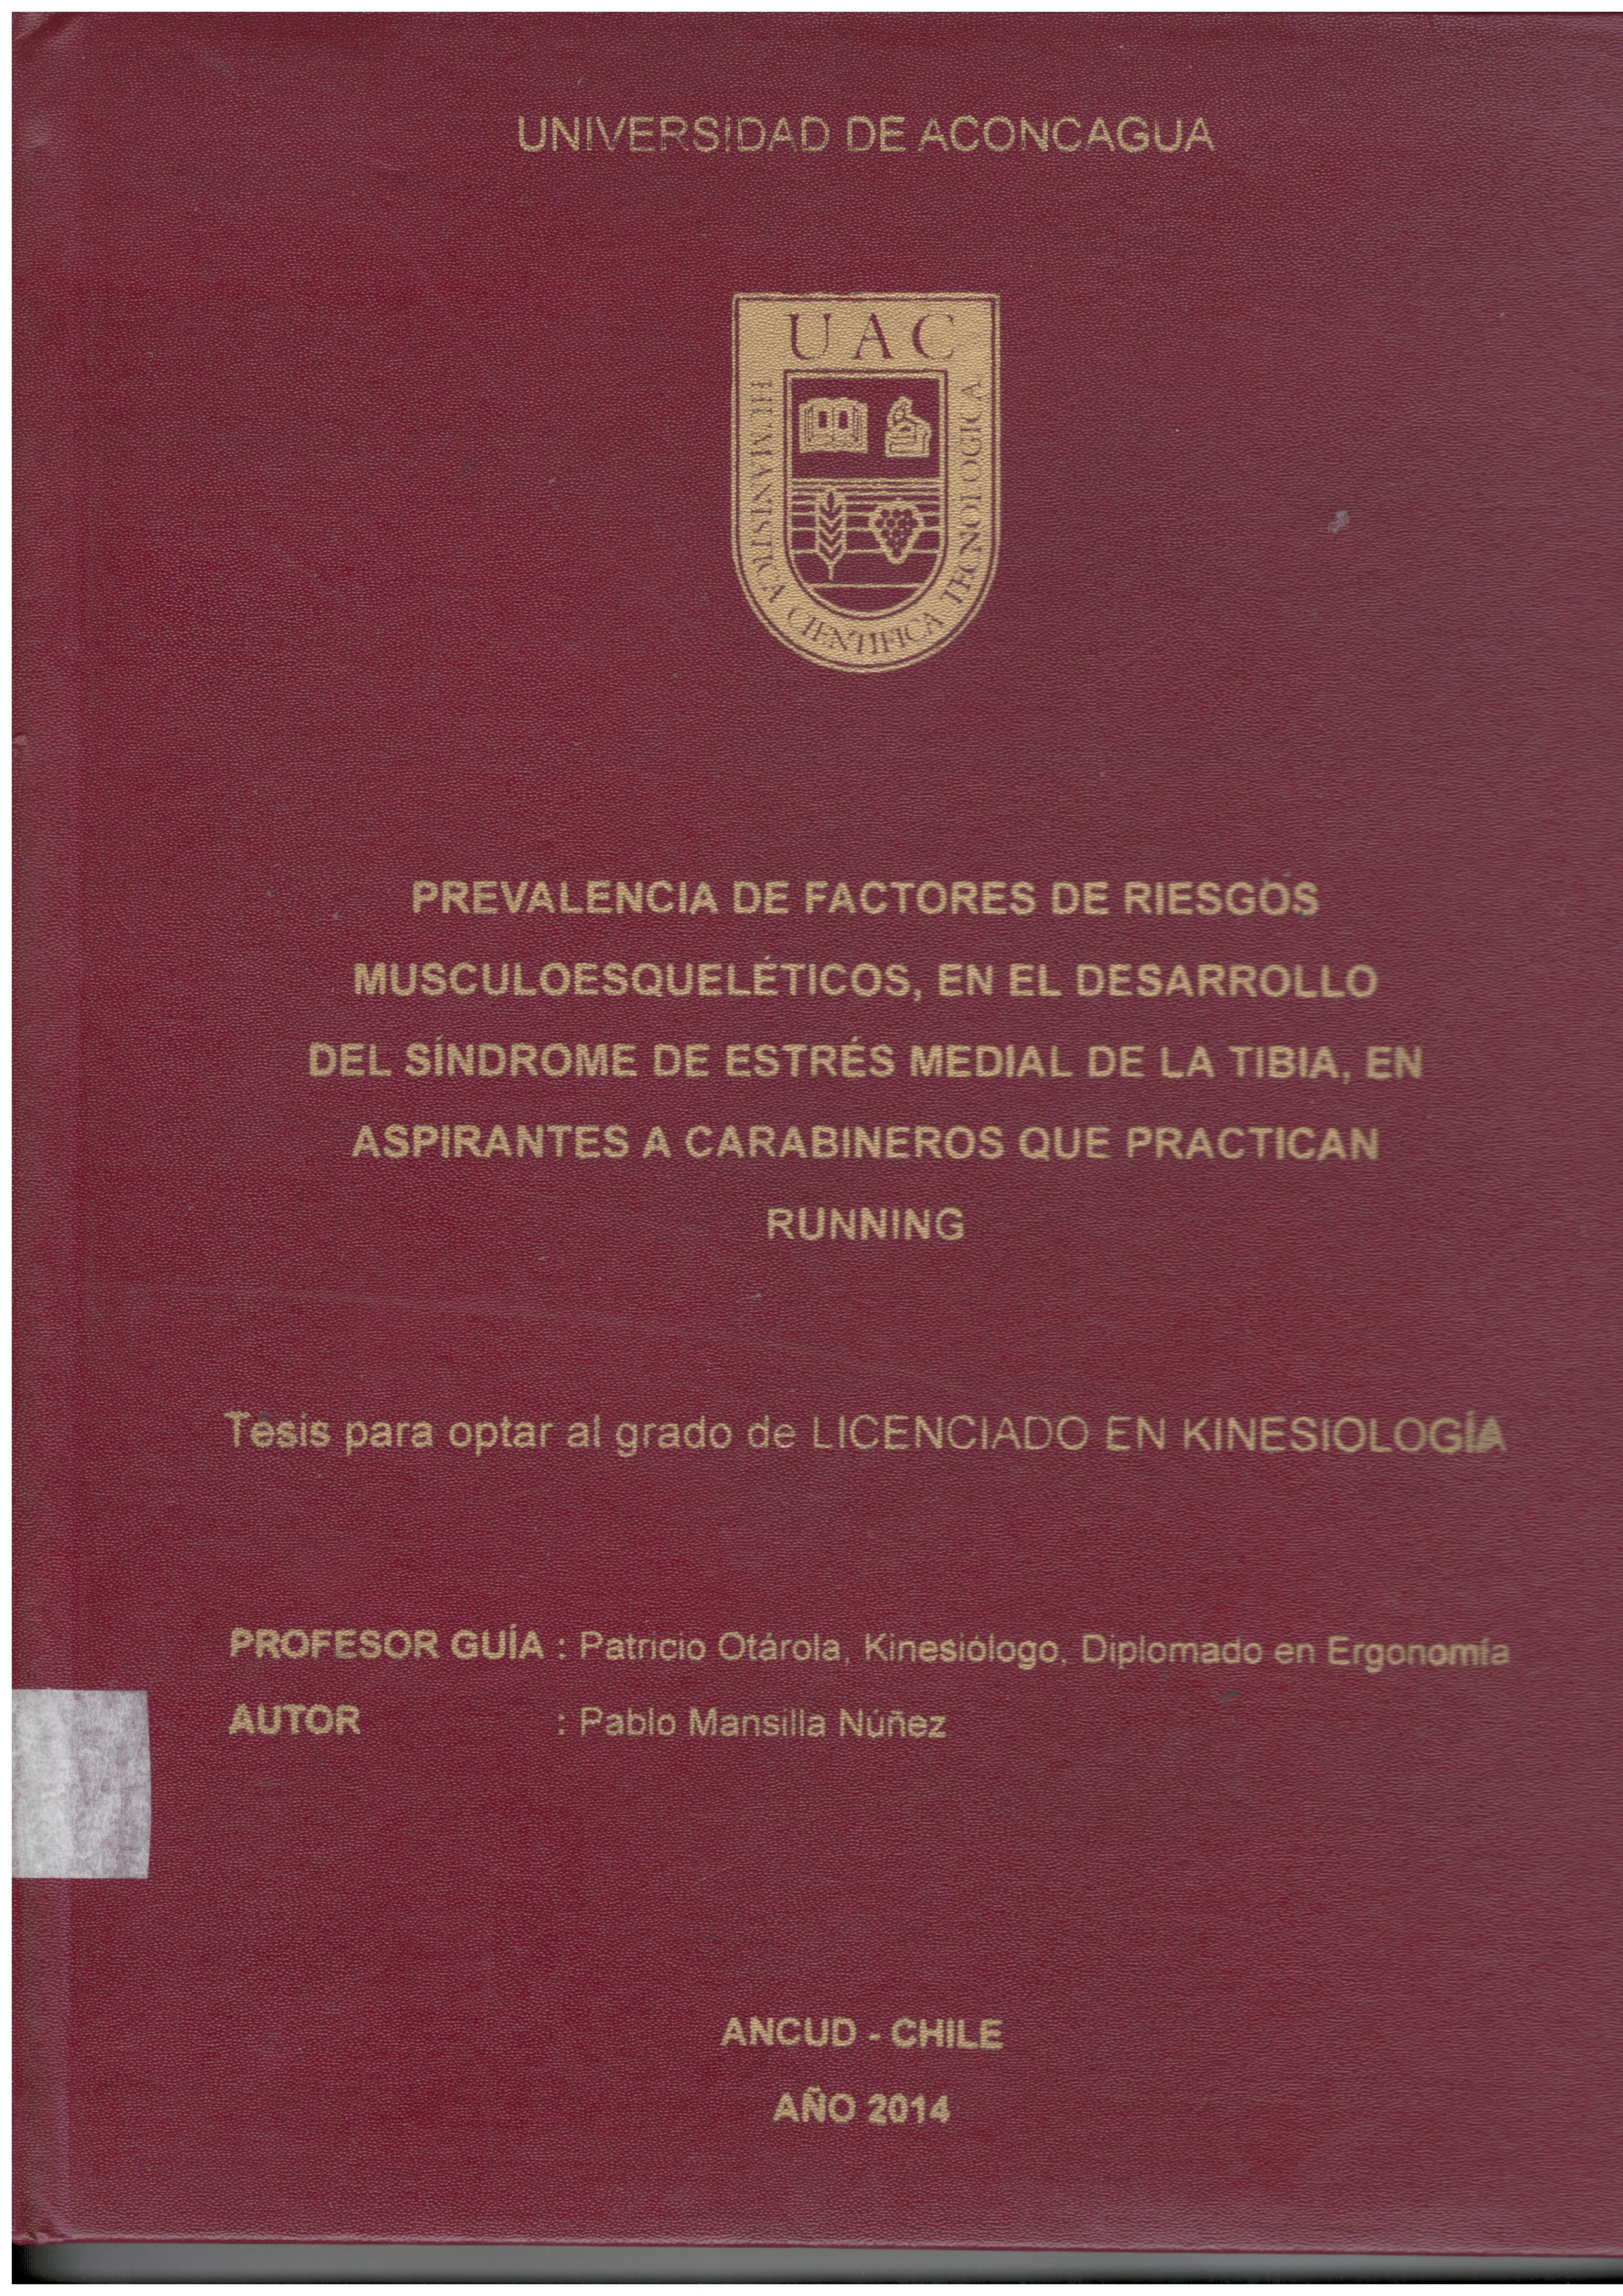 UNIVERSIDAD DE ACONCAGUA
UAC
HUMANISTICA CIENTIFICA TECNOLOGICA
PREVALENCIA DE FACTORES DE RIESGOS
MUSCULOESQUELÉTICOS, EN EL DESARROLLO
DEL SÍNDROME DE ESTRÉS MEDIAL DE LA TIBIA, EN
ASPIRANTES A CARABINEROS QUE PRACTICAN
RUNNING
Tesis para optar al grado de LICENCIADO EN KINESIOLOGÍA
PROFESOR GUÍA : Patricio Otárola, Kinesiólogo, Diplomado en Ergonomía
AUTOR : Pablo Mansilla Núñez
ANCUD - CHILE
AÑO 2014